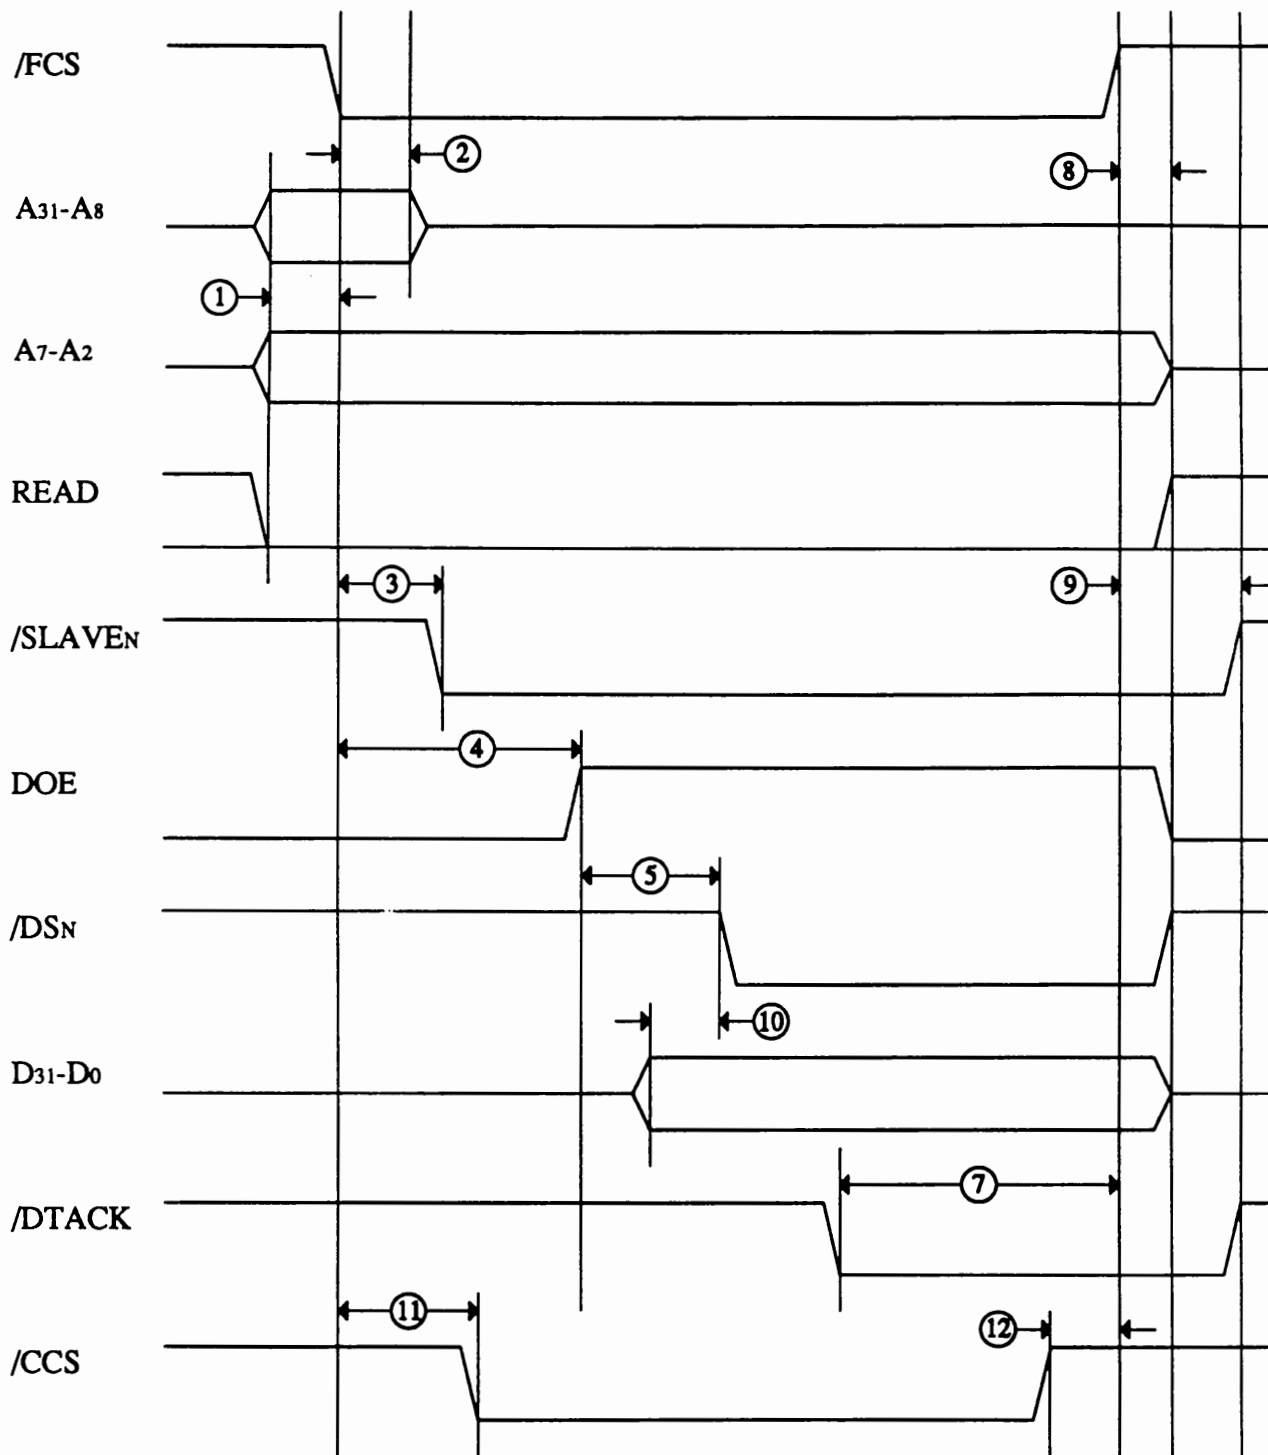 /FCS
②
⑧
A31-A8
①
A7-A2
READ
③
⑨
/SLAVEN
④
DOE
⑤
/DSN
⑩
D31-D0
⑦
/DTACK
⑪
⑫
/CCS